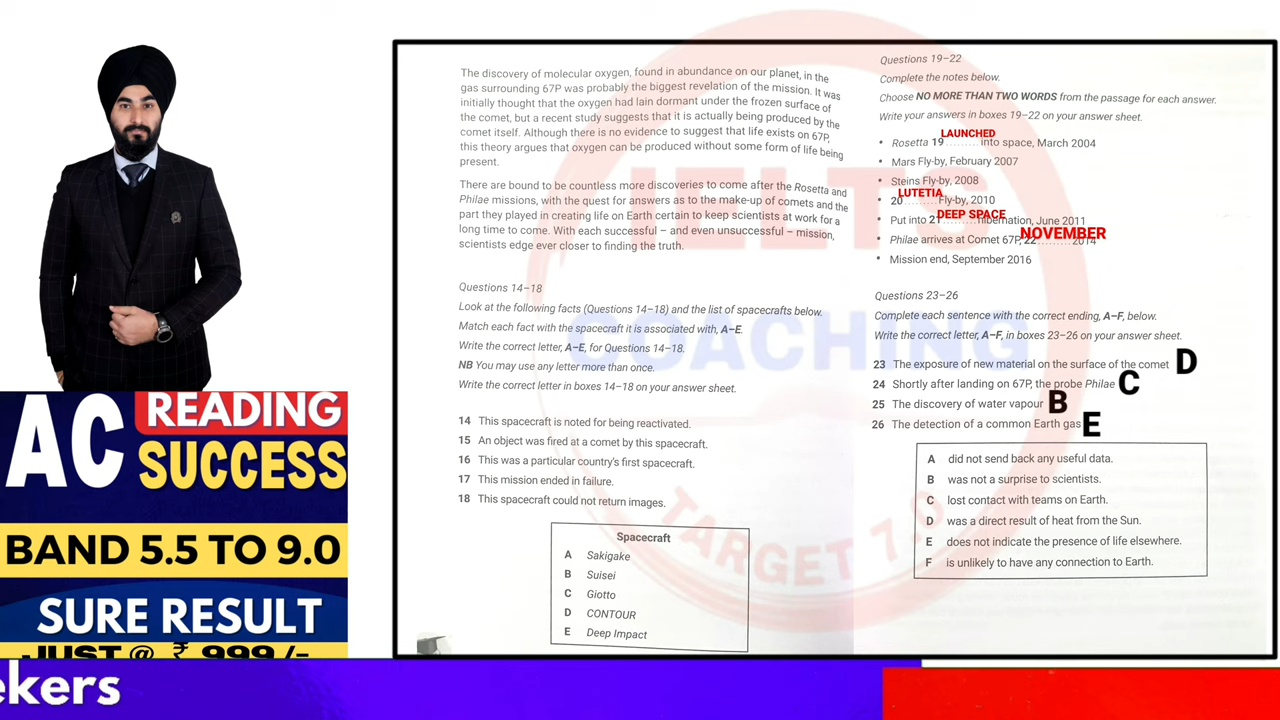 The discovery of molecular oxygen, found in abundance on our planet, in the
gas surrounding 67P was probably the biggest revelation of the mission. It was
initially thought that the oxygen had lain dormant under the frozen surface of
the comet, but a recent study suggests that it is actually being produced by the
comet itself. Although there is no evidence to suggest that life exists on 67P,
this theory argues that oxygen can be produced without some form of life being
present.
There are bound to be countless more discoveries to come after the Rosetta and
Philae missions, with the quest for answers as to the make-up of comets and the
part they played in creating life on Earth certain to keep scientists at work for a
long time to come. With each successful – and even unsuccessful – mission,
scientists edge ever closer to finding the truth.
Questions 14–18
Look at the following facts (Questions 14–18) and the list of spacecrafts below.
Match each fact with the spacecraft it is associated with, A–E.
Write the correct letter, A–E, for Questions 14–18.
NB You may use any letter more than once.
Write the correct letter in boxes 14–18 on your answer sheet.
14 This spacecraft is noted for being reactivated.
15 An object was fired at a comet by this spacecraft.
16 This was a particular country's first spacecraft.
17 This mission ended in failure.
18 This spacecraft could not return images.
Spacecraft
A Sakigake
B Suisei
C Giotto
D CONTOUR
E Deep Impact
Questions 19–22
Complete the notes below.
Choose NO MORE THAN TWO WORDS from the passage for each answer.
Write your answers in boxes 19–22 on your answer sheet.
LAUNCHED
• Rosetta 19 ......... into space, March 2004
• Mars Fly-by, February 2007
• Steins Fly-by, 2008
LUTETIA
• 20 ......... Fly-by, 2010
DEEP SPACE
• Put into 21 ......... hibernation, June 2011
NOVEMBER
• Philae arrives at Comet 67P, 22 ......... 2014
• Mission end, September 2016
Questions 23–26
Complete each sentence with the correct ending, A–F, below.
Write the correct letter, A–F, in boxes 23–26 on your answer sheet.
23 The exposure of new material on the surface of the comet D
24 Shortly after landing on 67P, the probe Philae C
25 The discovery of water vapour B
26 The detection of a common Earth gas E
A did not send back any useful data.
B was not a surprise to scientists.
C lost contact with teams on Earth.
D was a direct result of heat from the Sun.
E does not indicate the presence of life elsewhere.
F is unlikely to have any connection to Earth.
IELTS
COACHING
TARGET 7.0
AC READING
SUCCESS
BAND 5.5 TO 9.0
SURE RESULT
JUST @ ₹ 999/-
ekers